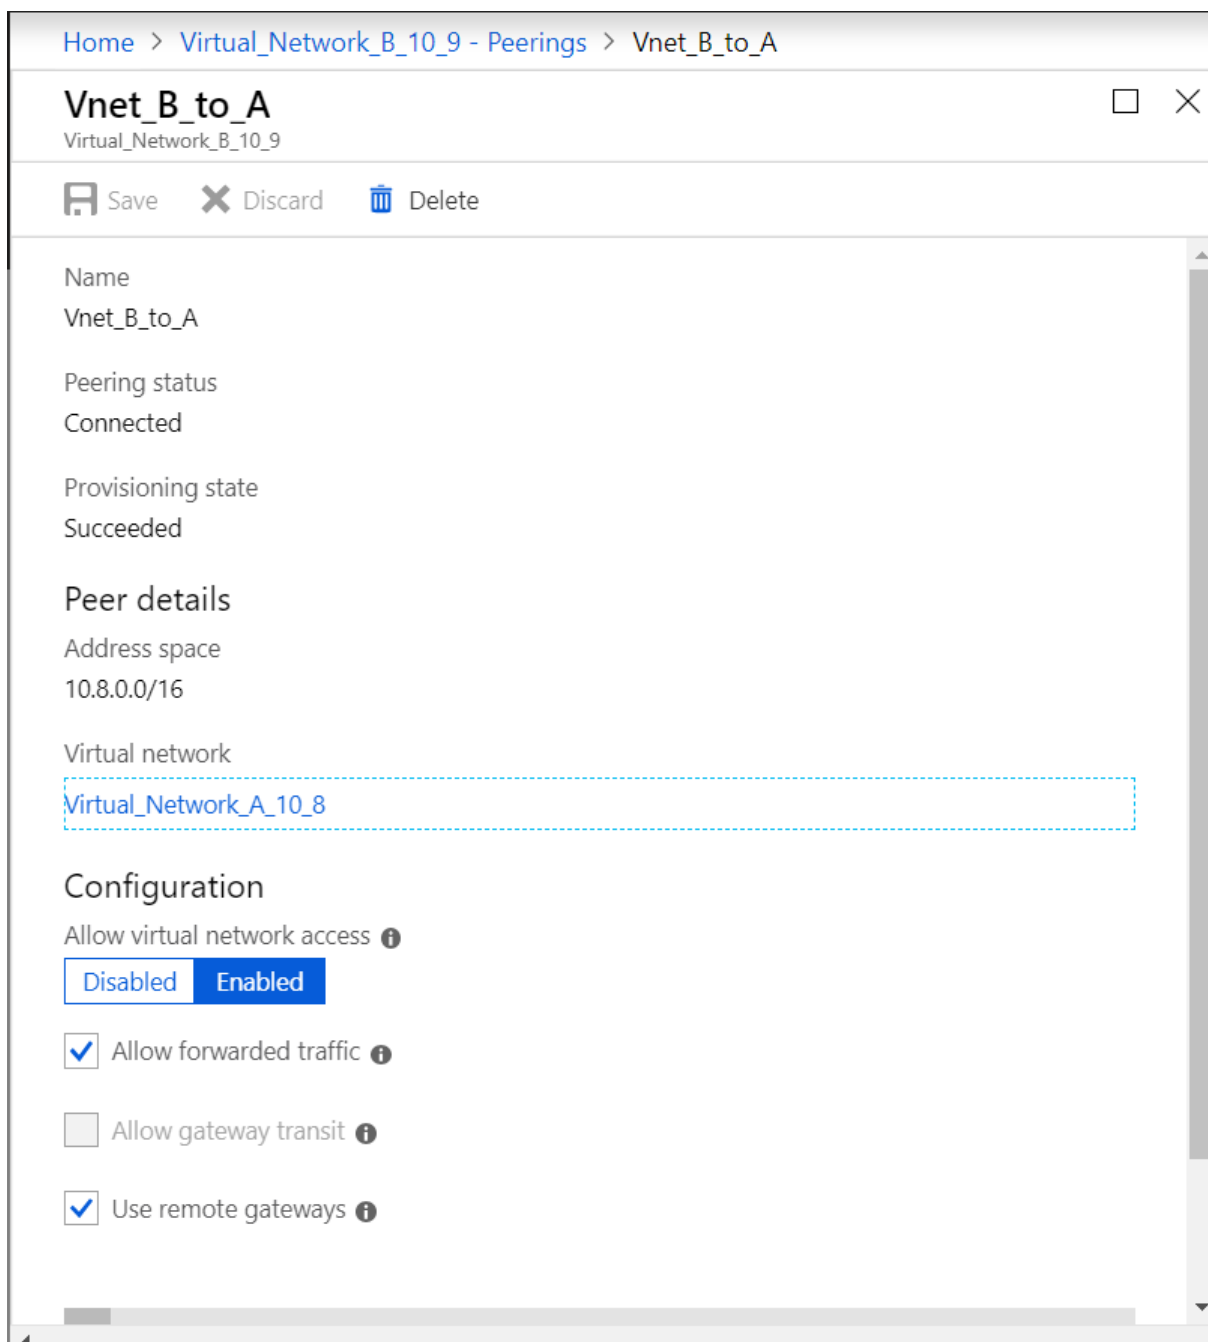 Home > Virtual_Network_B_10_9 - Peerings > Vnet_B_to_A
Vnet_B_to_A
Virtual_Network_B_10_9
Save Discard Delete
Name
Vnet_B_to_A
Peering status
Connected
Provisioning state
Succeeded
Peer details
Address space
10.8.0.0/16
Virtual network
Virtual_Network_A_10_8
Configuration
Allow virtual network access
Disabled Enabled
Allow forwarded traffic
Allow gateway transit
Use remote gateways